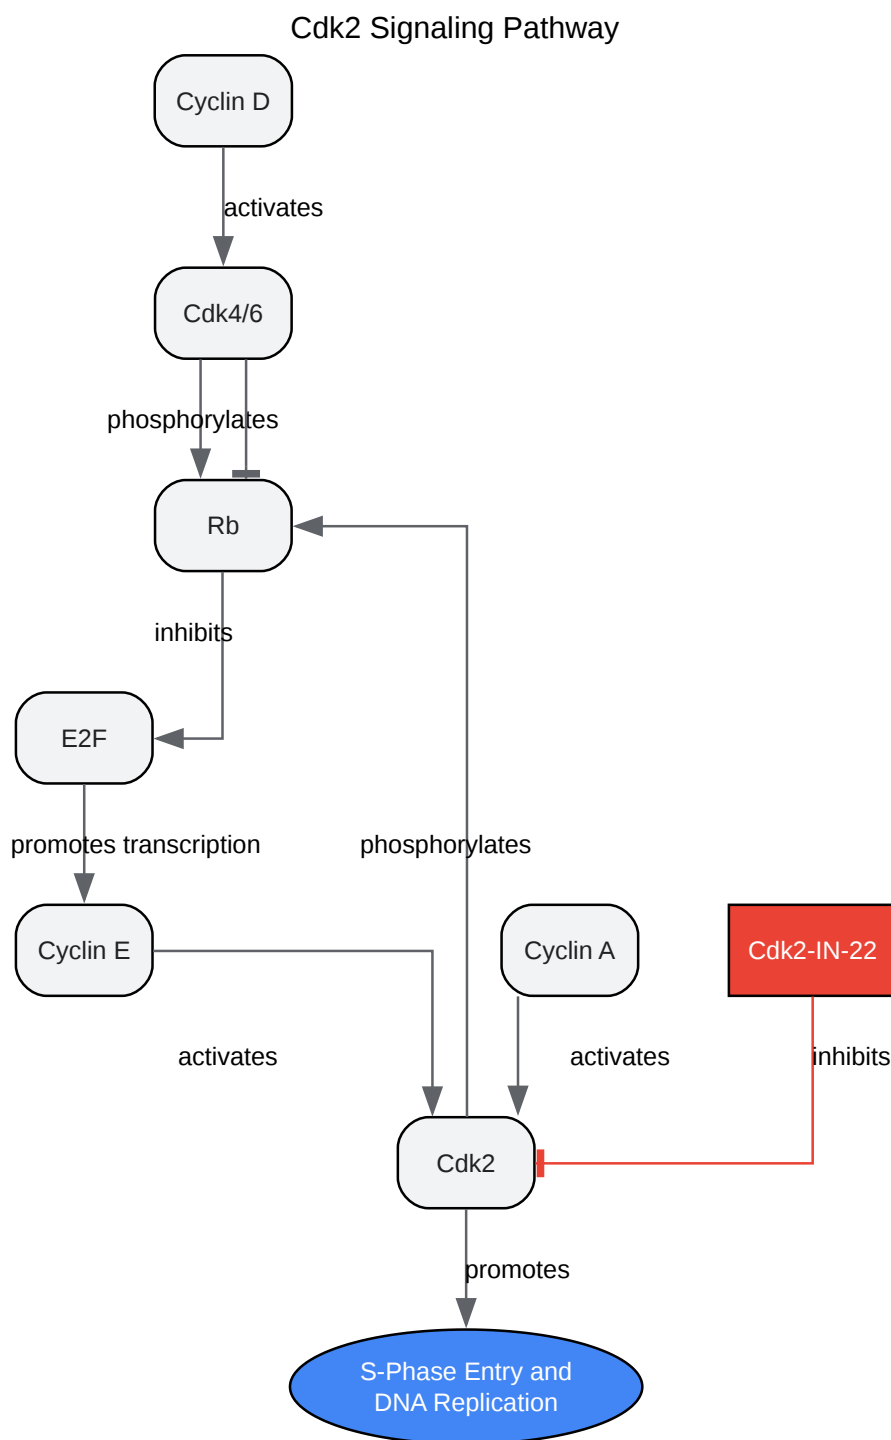 Cdk2 Signaling Pathway
Cyclin D
activates
Cdk4/6
phosphorylates
Rb
inhibits
E2F
promotes transcription
phosphorylates
Cyclin E
Cyclin A
Cdk2-IN-22
activates
activates
inhibits
Cdk2
promotes
S-Phase Entry and
DNA Replication